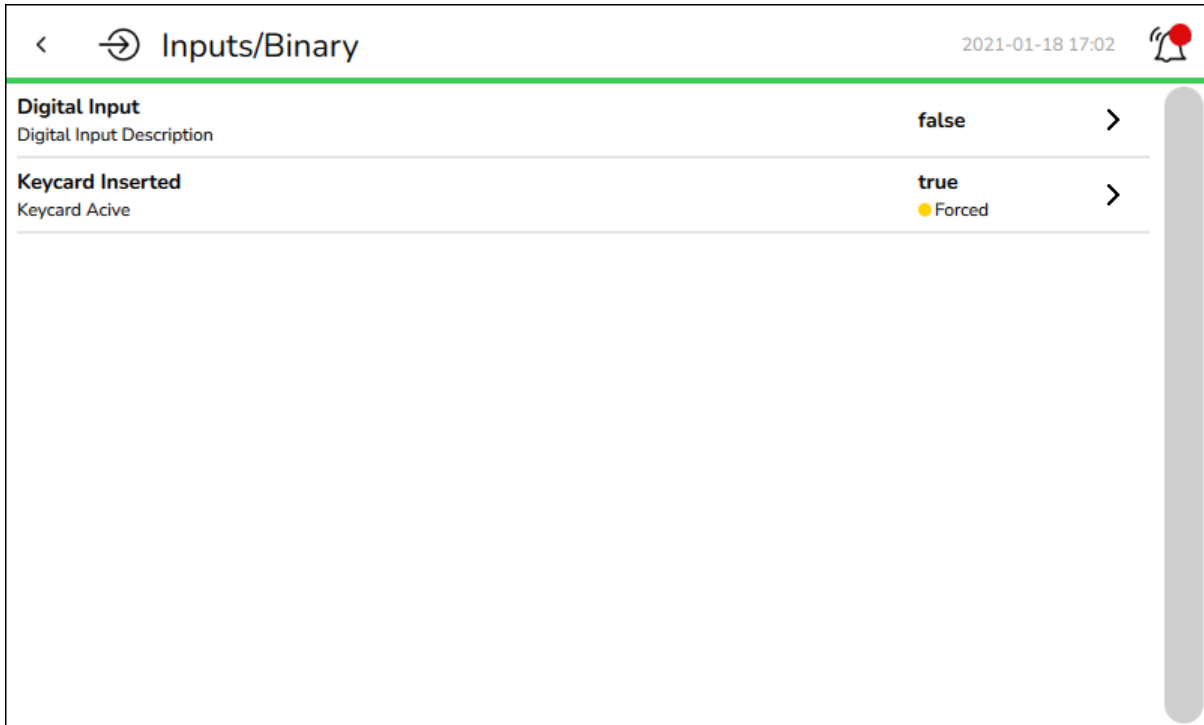 Inputs/Binary
2021-01-18 17:02
Digital Input
Digital Input Description
false
Keycard Inserted
Keycard Acive
true
Forced